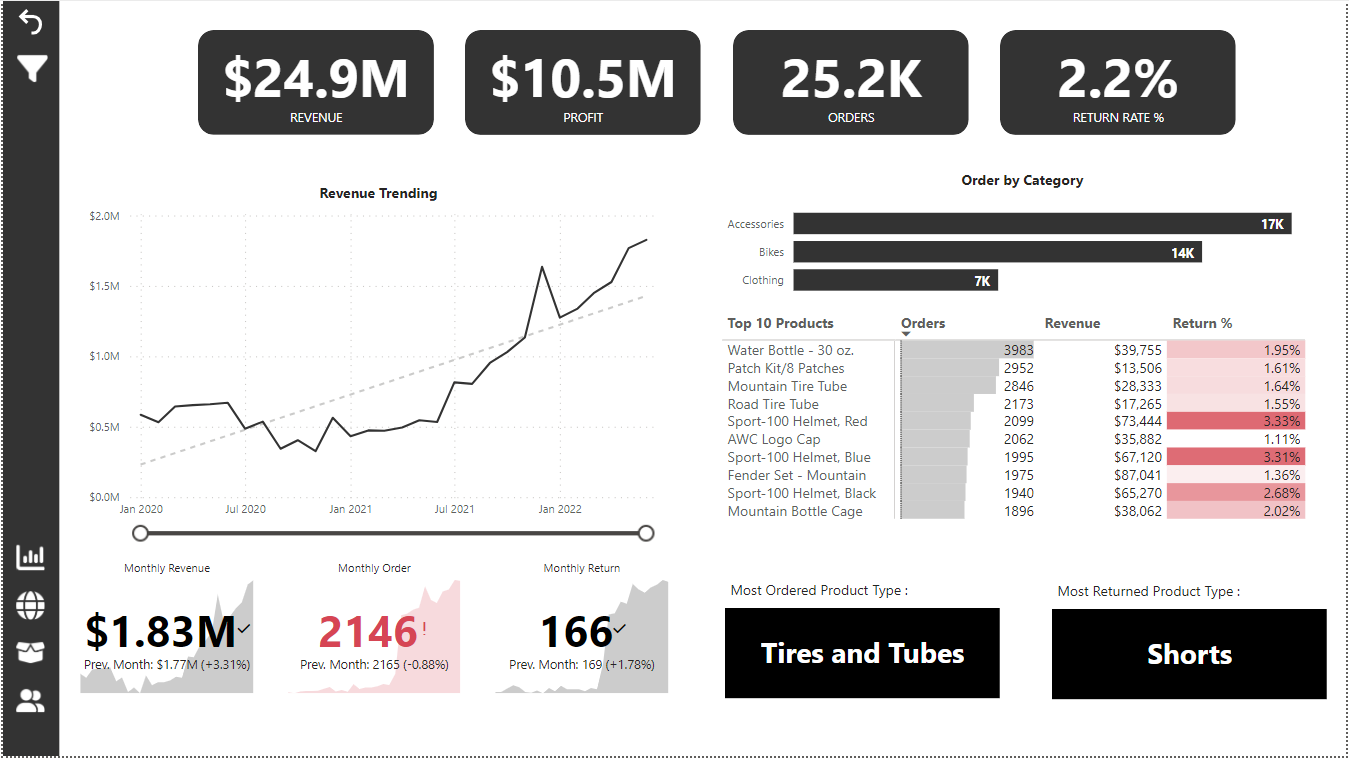 $24.9M
REVENUE
$10.5M
PROFIT
25.2K
ORDERS
2.2%
RETURN RATE %
Revenue Trending
$2.0M
$1.5M
$1.0M
$0.5M
$0.0M
Jan 2020 Jul 2020 Jan 2021 Jul 2021 Jan 2022
Order by Category
Accessories 17K
Bikes 14K
Clothing 7K
Top 10 Products Orders Revenue Return %
Water Bottle - 30 oz. 3983 $39,755 1.95%
Patch Kit/8 Patches 2952 $13,506 1.61%
Mountain Tire Tube 2846 $28,333 1.64%
Road Tire Tube 2173 $17,265 1.55%
Sport-100 Helmet, Red 2099 $73,444 3.33%
AWC Logo Cap 2062 $35,882 1.11%
Sport-100 Helmet, Blue 1995 $67,120 3.31%
Fender Set - Mountain 1975 $87,041 1.36%
Sport-100 Helmet, Black 1940 $65,270 2.68%
Mountain Bottle Cage 1896 $38,062 2.02%
Monthly Revenue
$1.83M✓
Prev. Month: $1.77M (+3.31%)
Monthly Order
2146!
Prev. Month: 2165 (-0.88%)
Monthly Return
166✓
Prev. Month: 169 (+1.78%)
Most Ordered Product Type :
Tires and Tubes
Most Returned Product Type :
Shorts